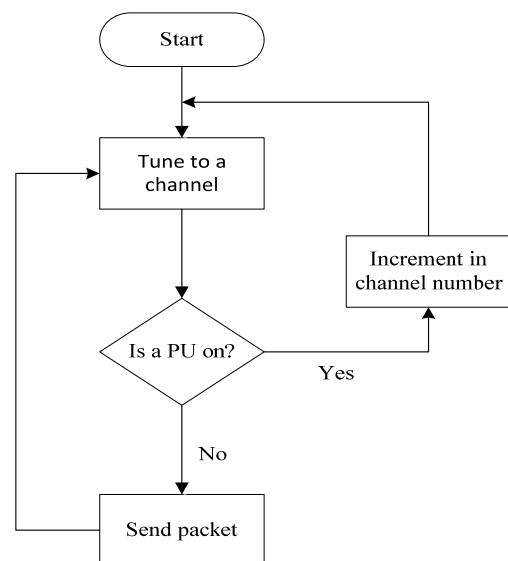 Start
Tune to a
channel
Increment in
channel number
Is a PU on?
Yes
No
Send packet